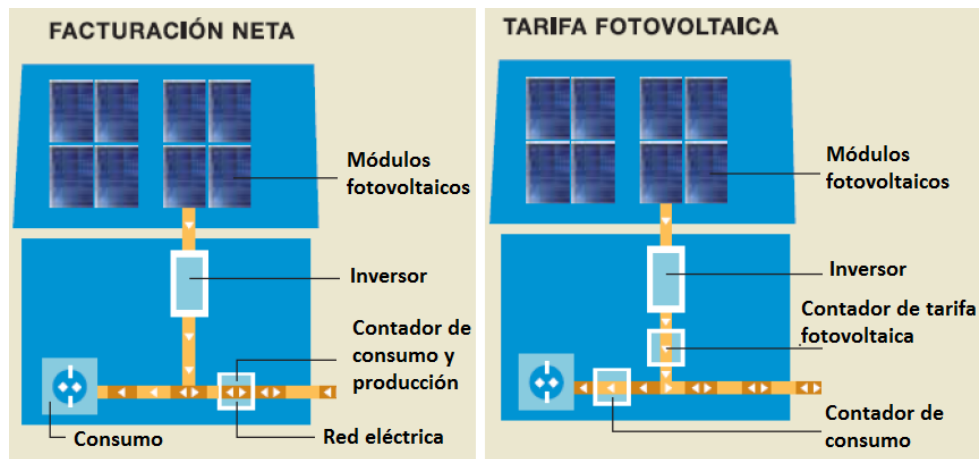 FACTURACIÓN NETA
Módulos
fotovoltaicos
Inversor
Contador de
consumo y
producción
Consumo
Red eléctrica
TARIFA FOTOVOLTAICA
Módulos
fotovoltaicos
Inversor
Contador de tarifa
fotovoltaica
Contador de
consumo